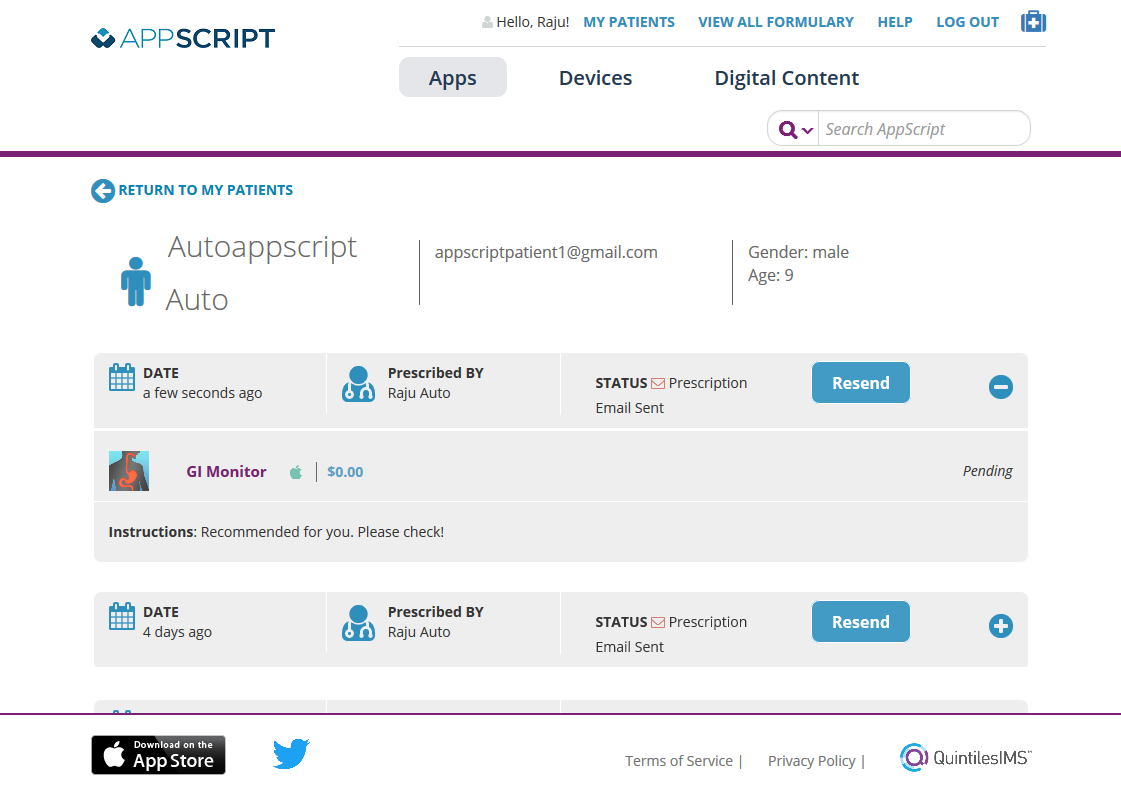 Hello, Raju! MY PATIENTS VIEW ALL FORMULARY HELP LOG OUT
APPSCRIPT
Apps Devices Digital Content
Search AppScript
RETURN TO MY PATIENTS
Autoappscript
Auto
appscriptpatient1@gmail.com
Gender: male
Age: 9
DATE
a few seconds ago
Prescribed BY
Raju Auto
STATUS Prescription
Email Sent
Resend
GI Monitor | $0.00
Pending
Instructions: Recommended for you. Please check!
DATE
4 days ago
Prescribed BY
Raju Auto
STATUS Prescription
Email Sent
Resend
Download on the
App Store
Terms of Service |
Privacy Policy |
QuintilesIMS™